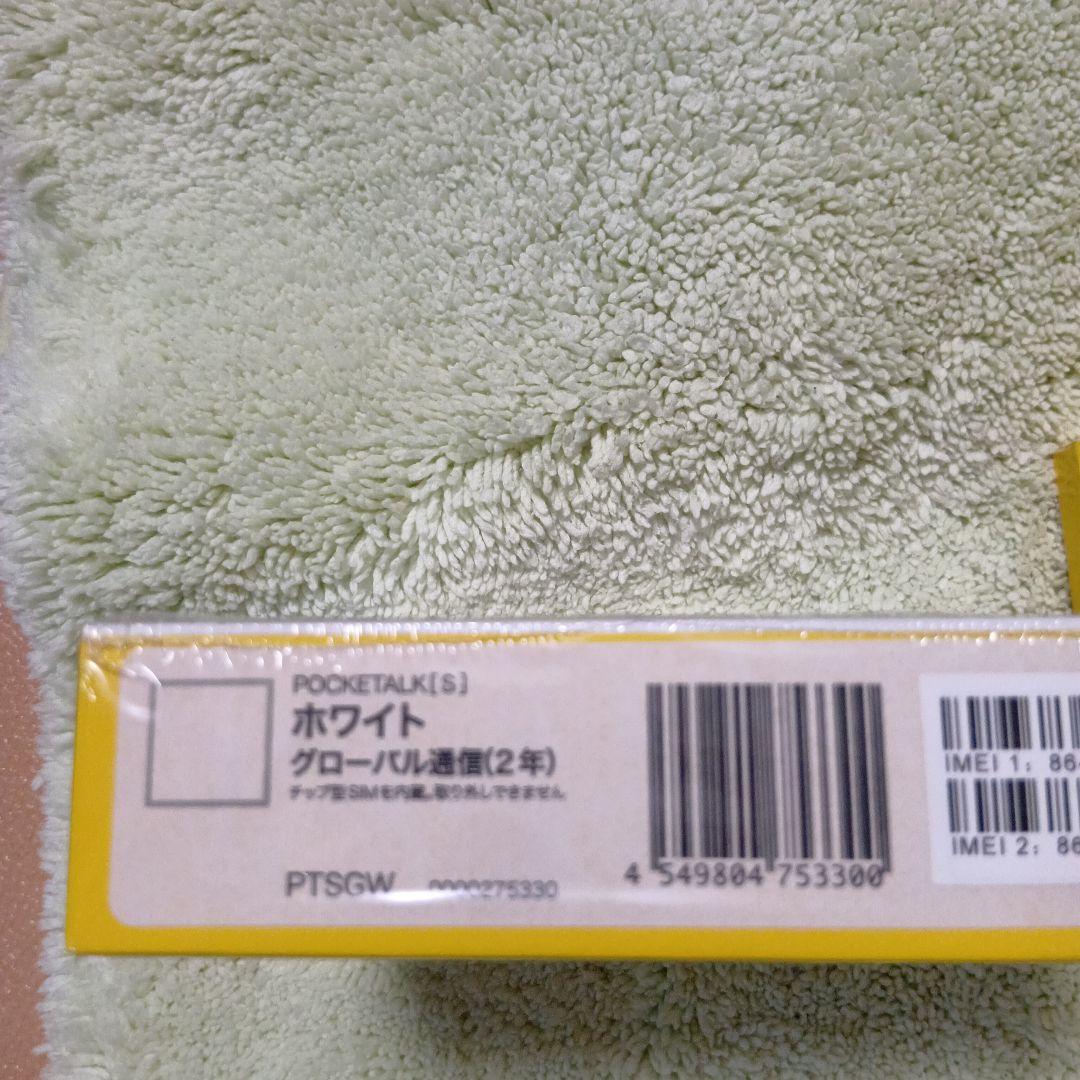 POCKETALK[S]
ホワイト
グローバル通信(2年)
チップ型SIMを内蔵。取り外しできません
PTSGW 0000275330
4 549804 753300
IMEI 1: 86
IMEI 2: 86